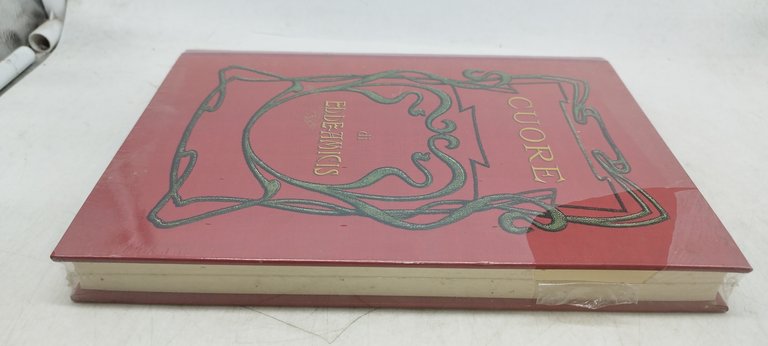 CUORE
di
E. DE AMICIS